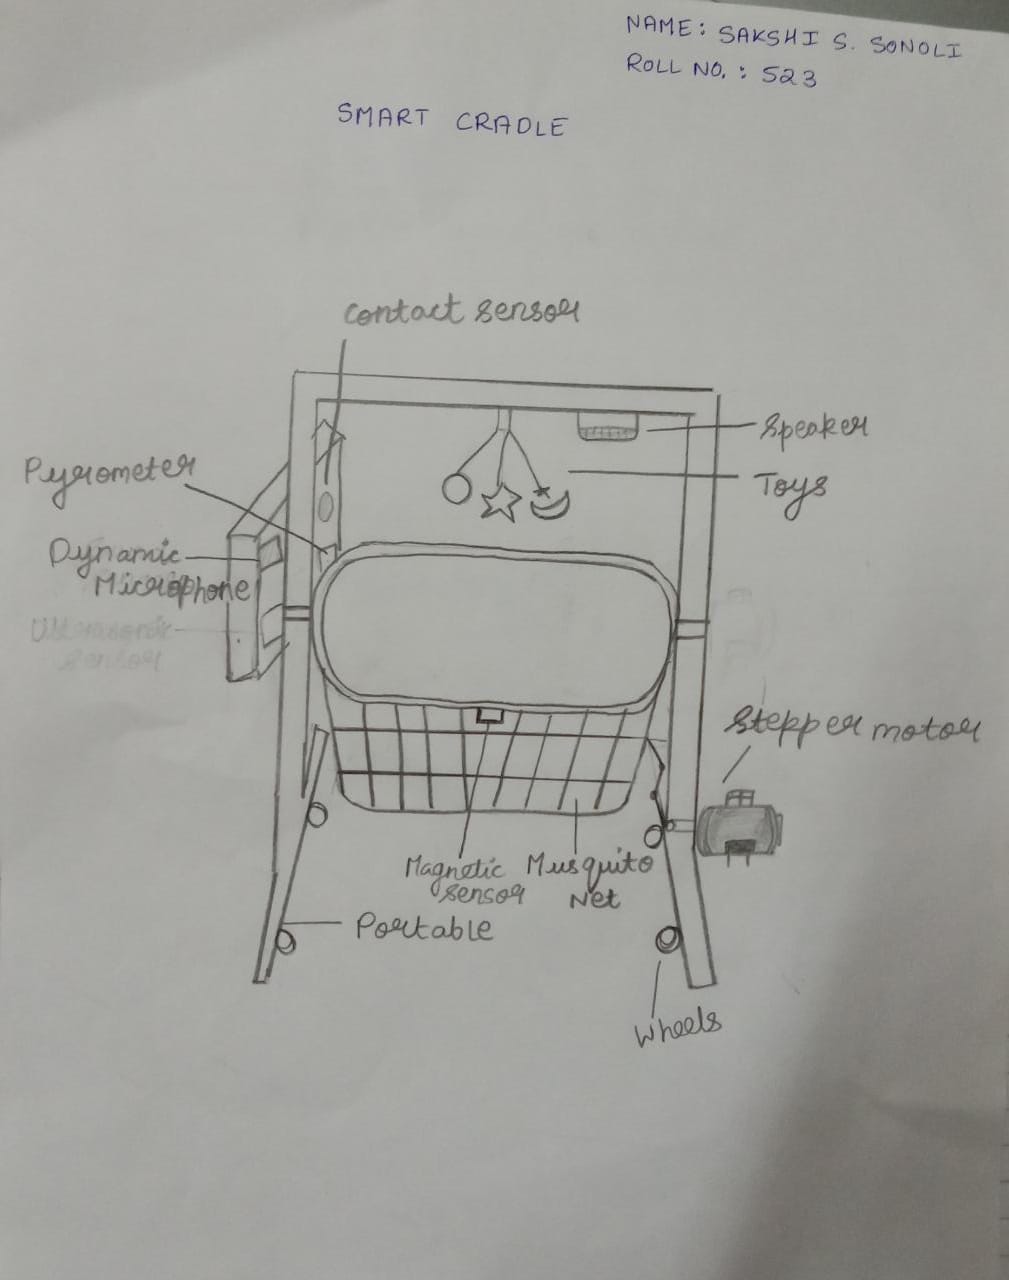 NAME: SAKSHI S. SONOLI
ROLL NO.: 523
SMART CRADLE
Contact sensor
Speaker
Pyrometer
Toys
Dynamic
Microphone
Ultrasonic
sensor
Stepper motor
Magnetic
sensor
Musquito
Net
Portable
Wheels